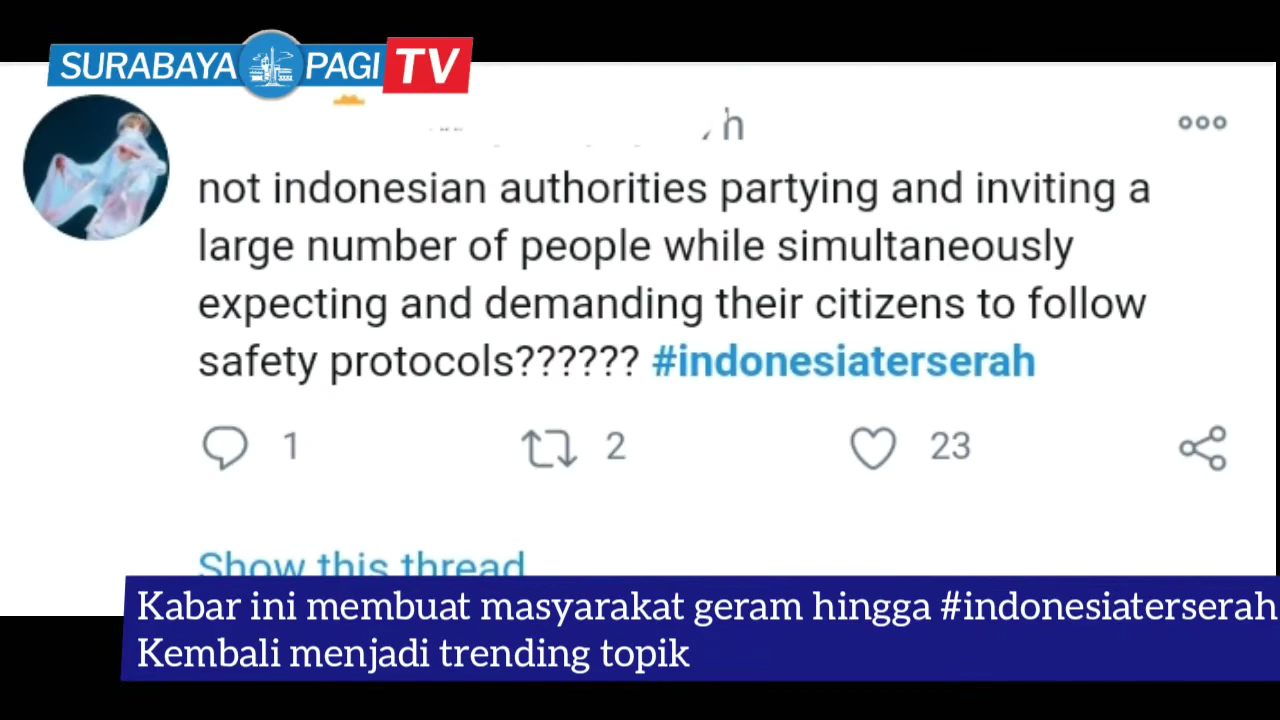 SURABAYA PAGI TV
not indonesian authorities partying and inviting a
large number of people while simultaneously
expecting and demanding their citizens to follow
safety protocols?????? #indonesiaterserah
1 2 23
Show this thread
Kabar ini membuat masyarakat geram hingga #indonesiaterserah
Kembali menjadi trending topik